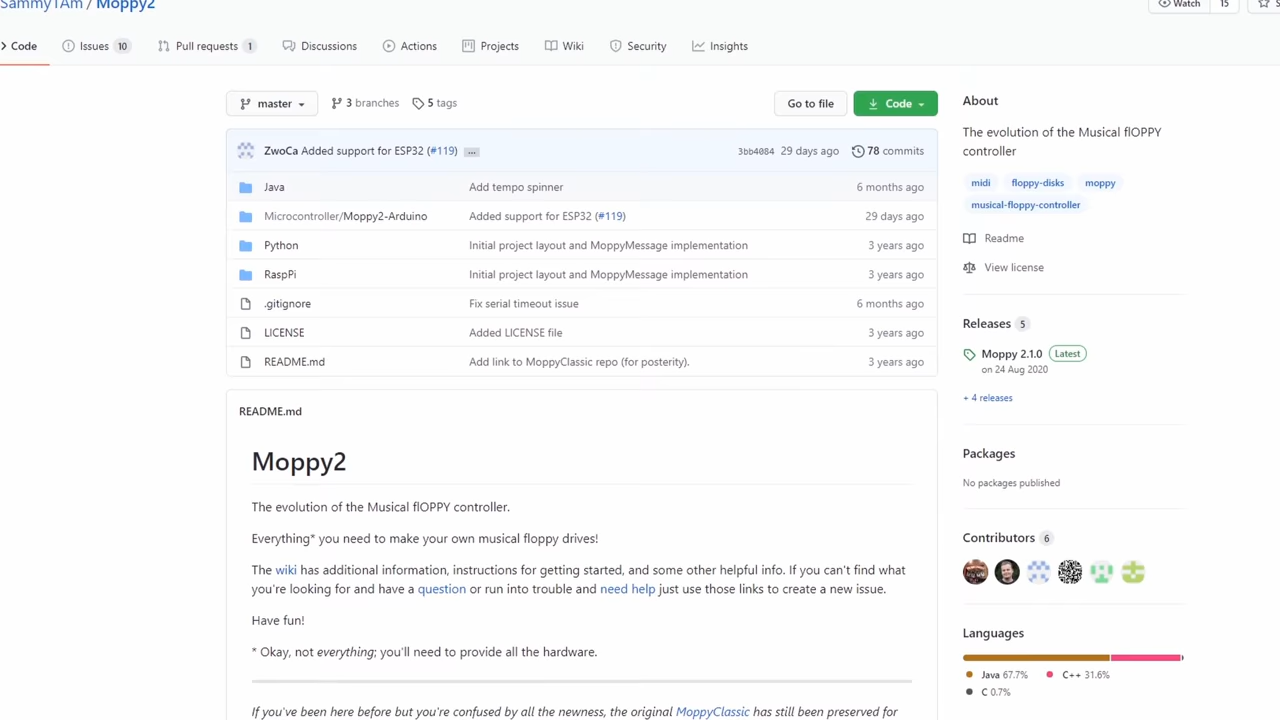 SammyTAm / Moppy2
Watch 15
Code Issues 10 Pull requests 1 Discussions Actions Projects Wiki Security Insights
master 3 branches 5 tags Go to file Code
ZwoCa Added support for ESP32 (#119) ... 3bb4084 29 days ago 78 commits
Java Add tempo spinner 6 months ago
Microcontroller/Moppy2-Arduino Added support for ESP32 (#119) 29 days ago
Python Initial project layout and MoppyMessage implementation 3 years ago
RaspPi Initial project layout and MoppyMessage implementation 3 years ago
.gitignore Fix serial timeout issue 6 months ago
LICENSE Added LICENSE file 3 years ago
README.md Add link to MoppyClassic repo (for posterity). 3 years ago
README.md
Moppy2
The evolution of the Musical flOPPY controller.
Everything* you need to make your own musical floppy drives!
The wiki has additional information, instructions for getting started, and some other helpful info. If you can't find what
you're looking for and have a question or run into trouble and need help just use those links to create a new issue.
Have fun!
* Okay, not everything; you'll need to provide all the hardware.
If you've been here before but you're confused by all the newness, the original MoppyClassic has still been preserved for
About
The evolution of the Musical flOPPY
controller
midi floppy-disks moppy
musical-floppy-controller
Readme
View license
Releases 5
Moppy 2.1.0 Latest
on 24 Aug 2020
+ 4 releases
Packages
No packages published
Contributors 6
Languages
Java 67.7% C++ 31.6%
C 0.7%